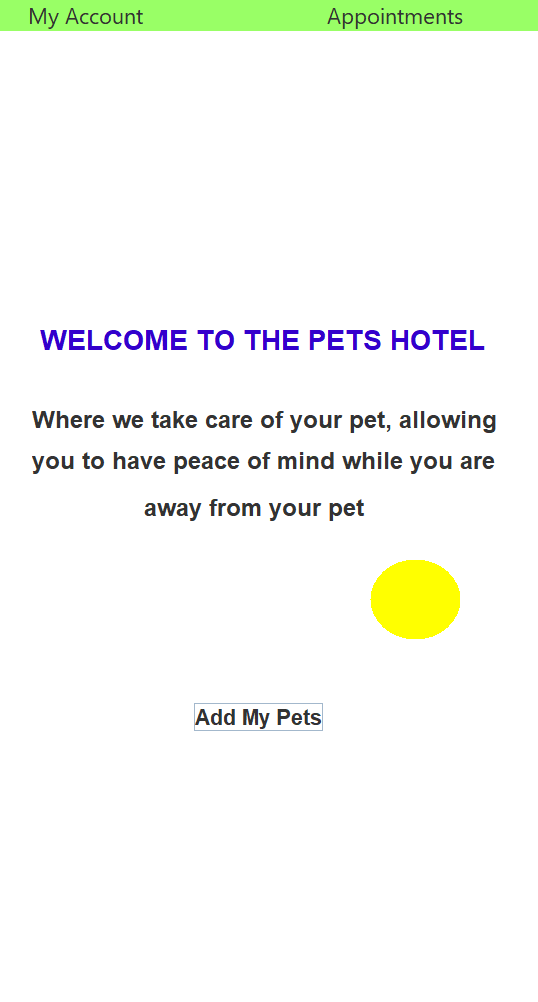 My Account Appointments
WELCOME TO THE PETS HOTEL
Where we take care of your pet, allowing
you to have peace of mind while you are
away from your pet
Add My Pets